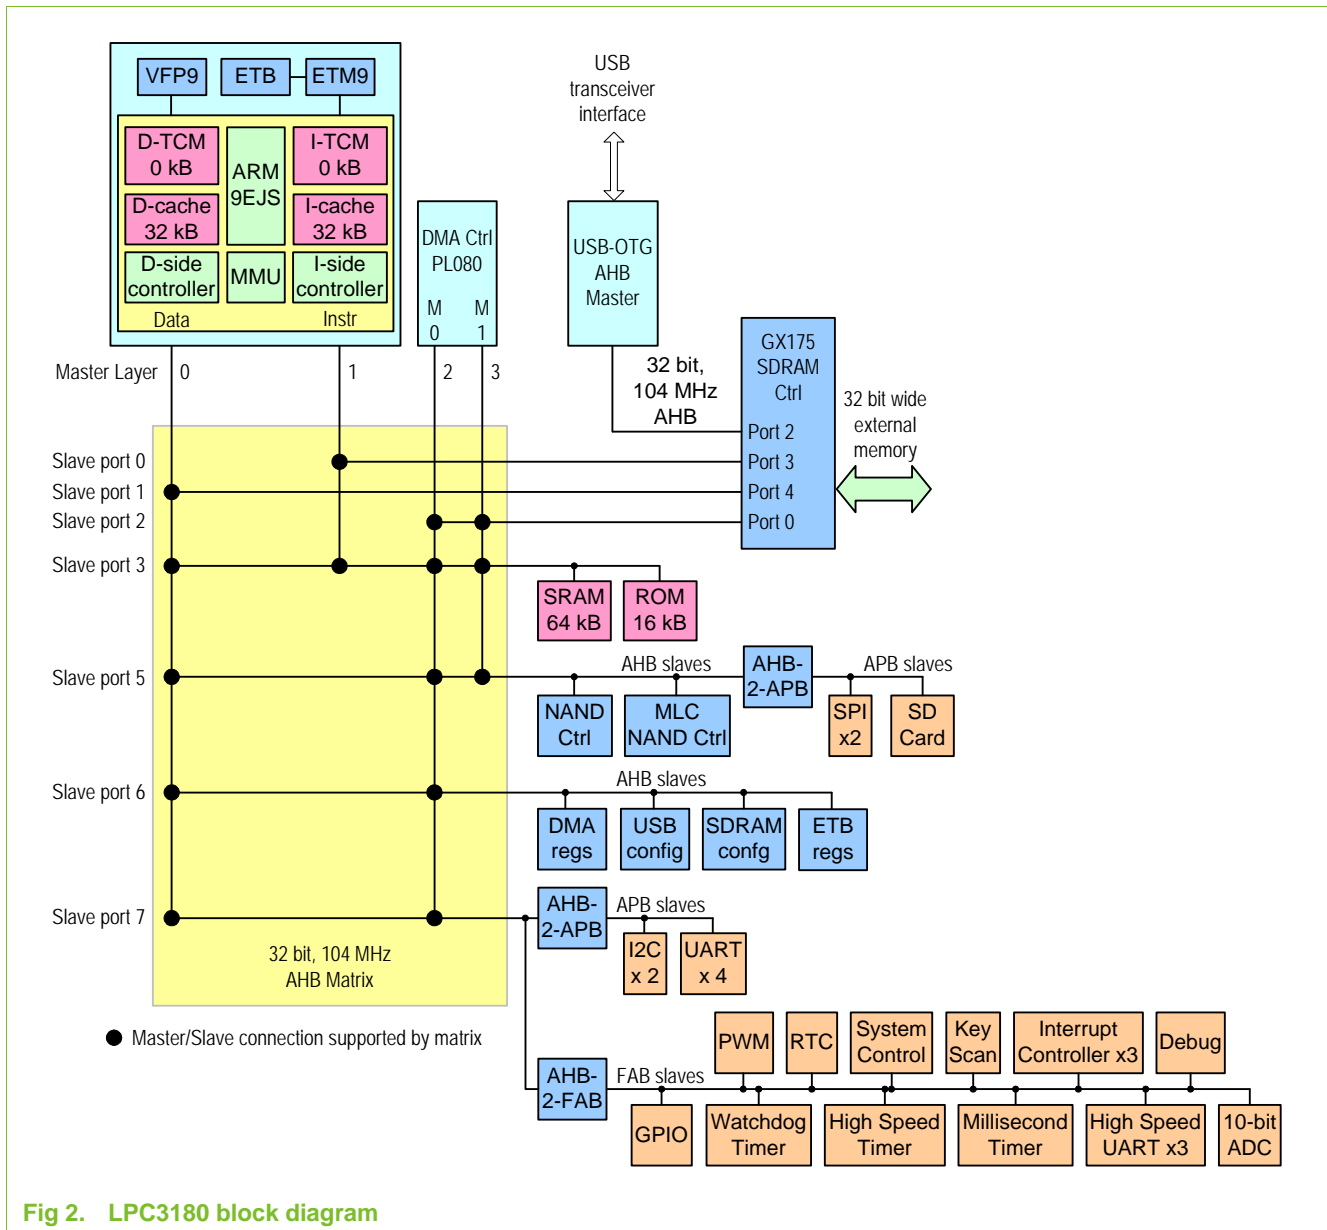 VFP9
ETB
ETM9
D-TCM
0 kB
ARM
9EJS
I-TCM
0 kB
D-cache
32 kB
I-cache
32 kB
D-side
controller
MMU
I-side
controller
Data
Instr
DMA Ctrl
PL080
M
0
M
1
USB
transceiver
interface
USB-OTG
AHB
Master
32 bit,
104 MHz
AHB
GX175
SDRAM
Ctrl
Port 2
Port 3
Port 4
Port 0
32 bit wide
external
memory
Master Layer
0
1
2
3
Slave port 0
Slave port 1
Slave port 2
Slave port 3
SRAM
64 kB
ROM
16 kB
Slave port 5
AHB slaves
AHB-
2-APB
APB slaves
NAND
Ctrl
MLC
NAND Ctrl
SPI
x2
SD
Card
Slave port 6
AHB slaves
DMA
regs
USB
config
SDRAM
confg
ETB
regs
Slave port 7
AHB-
2-APB
APB slaves
I2C
x 2
UART
x 4
32 bit, 104 MHz
AHB Matrix
Master/Slave connection supported by matrix
AHB-
2-FAB
FAB slaves
PWM
RTC
System
Control
Key
Scan
Interrupt
Controller x3
Debug
GPIO
Watchdog
Timer
High Speed
Timer
Millisecond
Timer
High Speed
UART x3
10-bit
ADC
Fig 2. LPC3180 block diagram